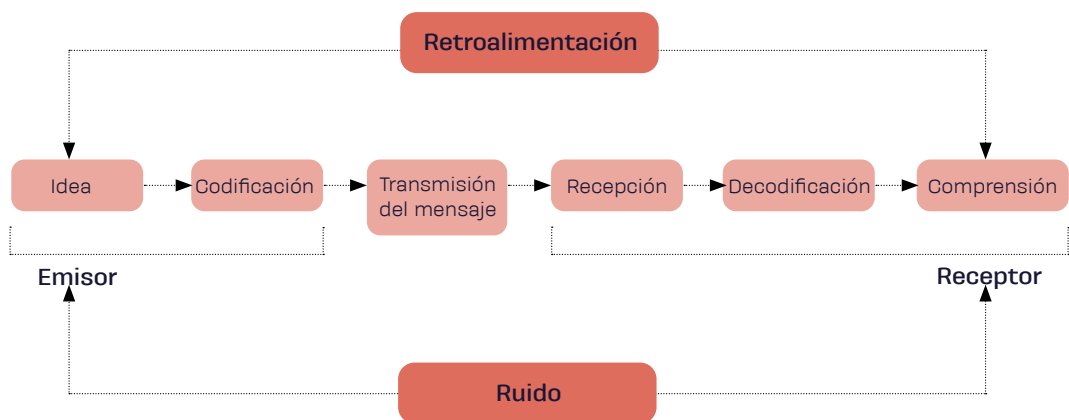 Retroalimentación
Idea
Codificación
Transmisión
del mensaje
Recepción
Decodificación
Comprensión
Emisor
Receptor
Ruido